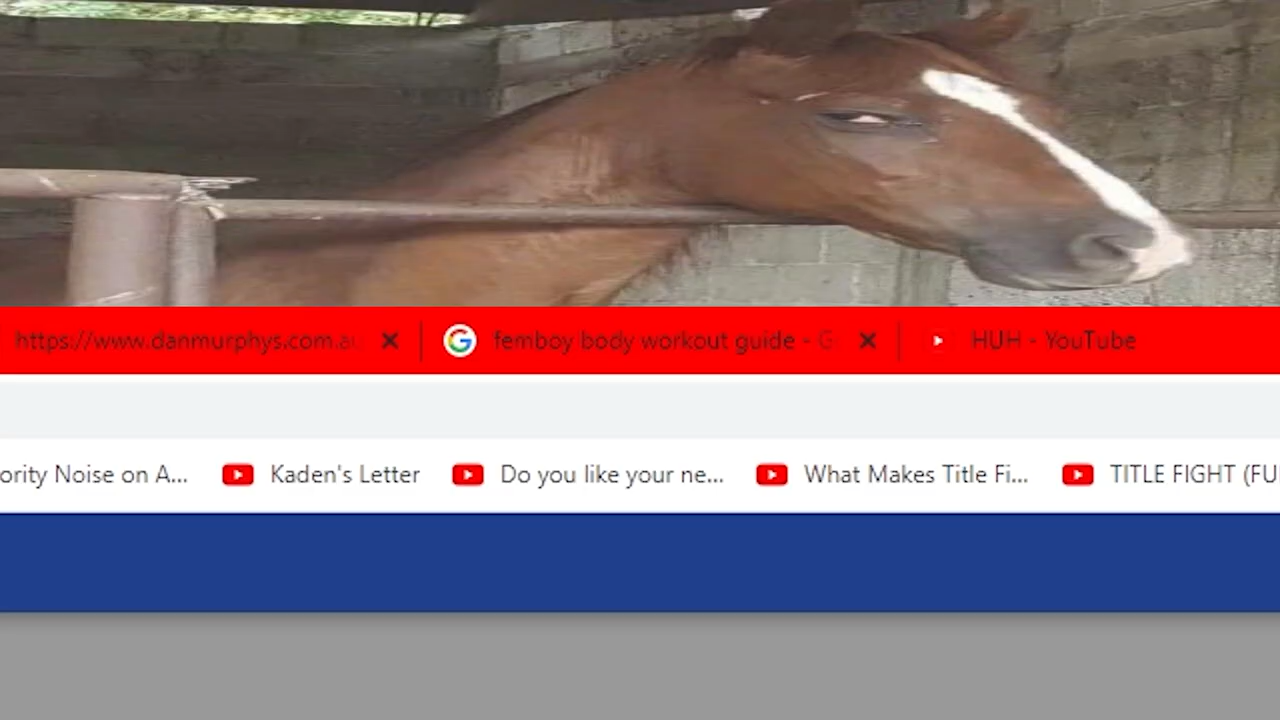 https://www.danmurphys.com.au femboy body workout guide - G HUH - YouTube
ority Noise on A... Kaden's Letter Do you like your ne... What Makes Title Fi... TITLE FIGHT (FU